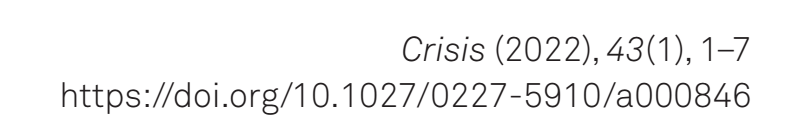 Crisis (2022), 43(1), 1–7
https://doi.org/10.1027/0227-5910/a000846